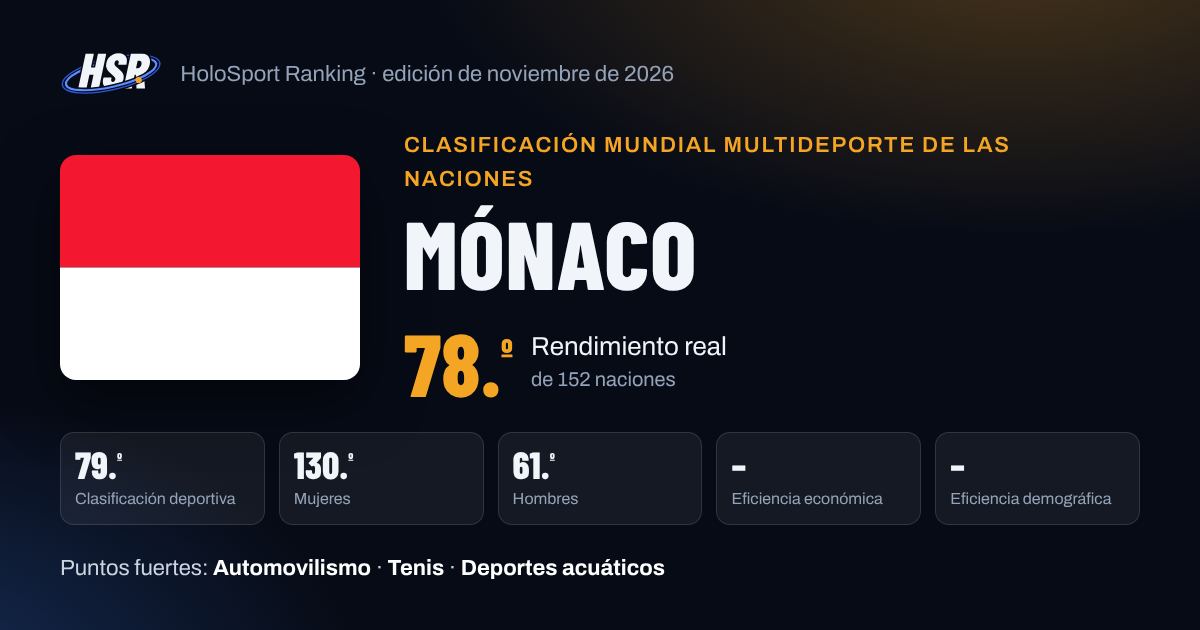 HSR
HoloSport Ranking · edición de noviembre de 2026
CLASIFICACIÓN MUNDIAL MULTIDEPORTE DE LAS
NACIONES
MÓNACO
78.º
Rendimiento real
de 152 naciones
79.º
Clasificación deportiva
130.º
Mujeres
61.º
Hombres
–
Eficiencia económica
–
Eficiencia demográfica
Puntos fuertes: Automovilismo · Tenis · Deportes acuáticos